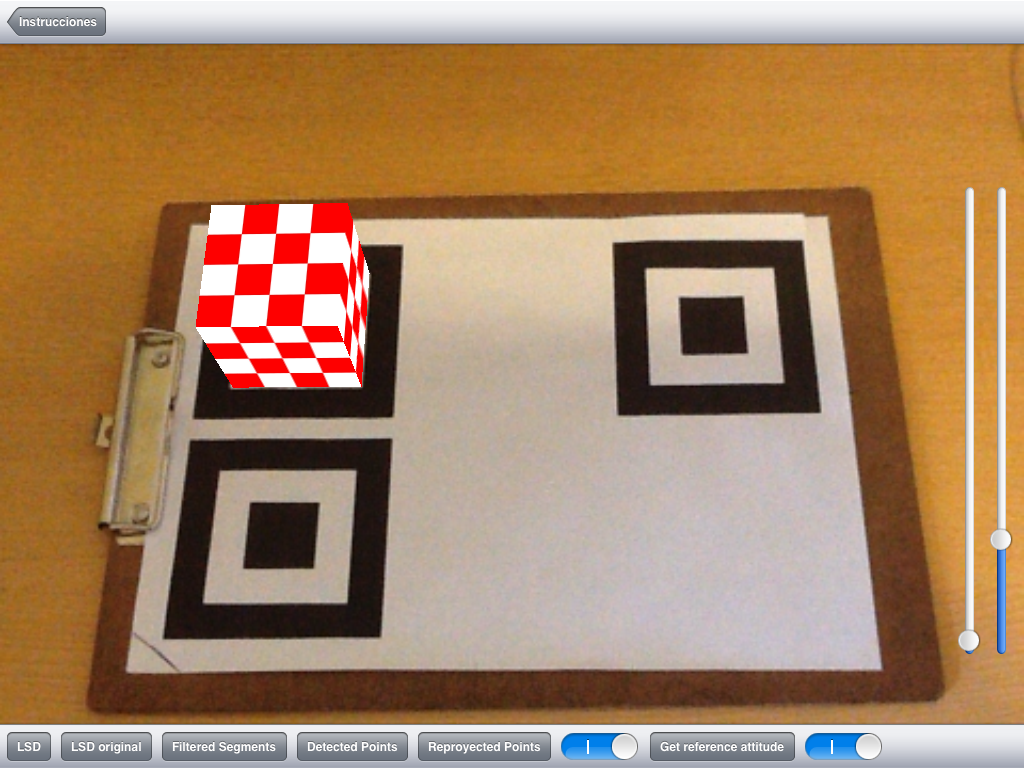 Instrucciones
LSD
LSD original
Filtered Segments
Detected Points
Reproyected Points
Get reference attitude